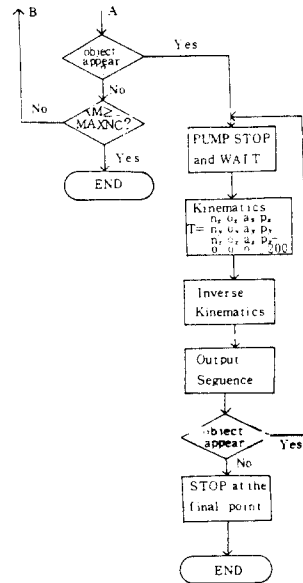 B
A
object
appear
Yes
No
No
MAXNC?
Yes
END
PUMP STOP
and WAIT
Kinematics
T=
Inverse
Kinematics
Output
Seguence
object
appear
Yes
No
STOP at the
final point
END